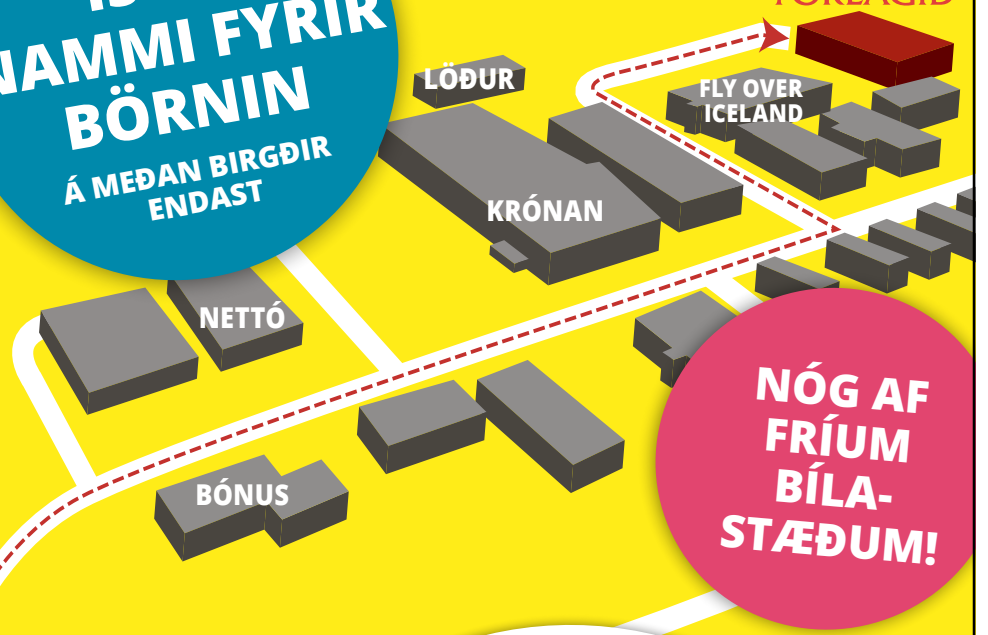 NAMMI FYRIR
BÖRNIN
Á MEÐAN BIRGÐIR
ENDAST
LÖÐUR
FLY OVER
ICELAND
KRÓNAN
NETTÓ
BÓNUS
NÓG AF
FRÍUM
BÍLA-
STÆÐUM!